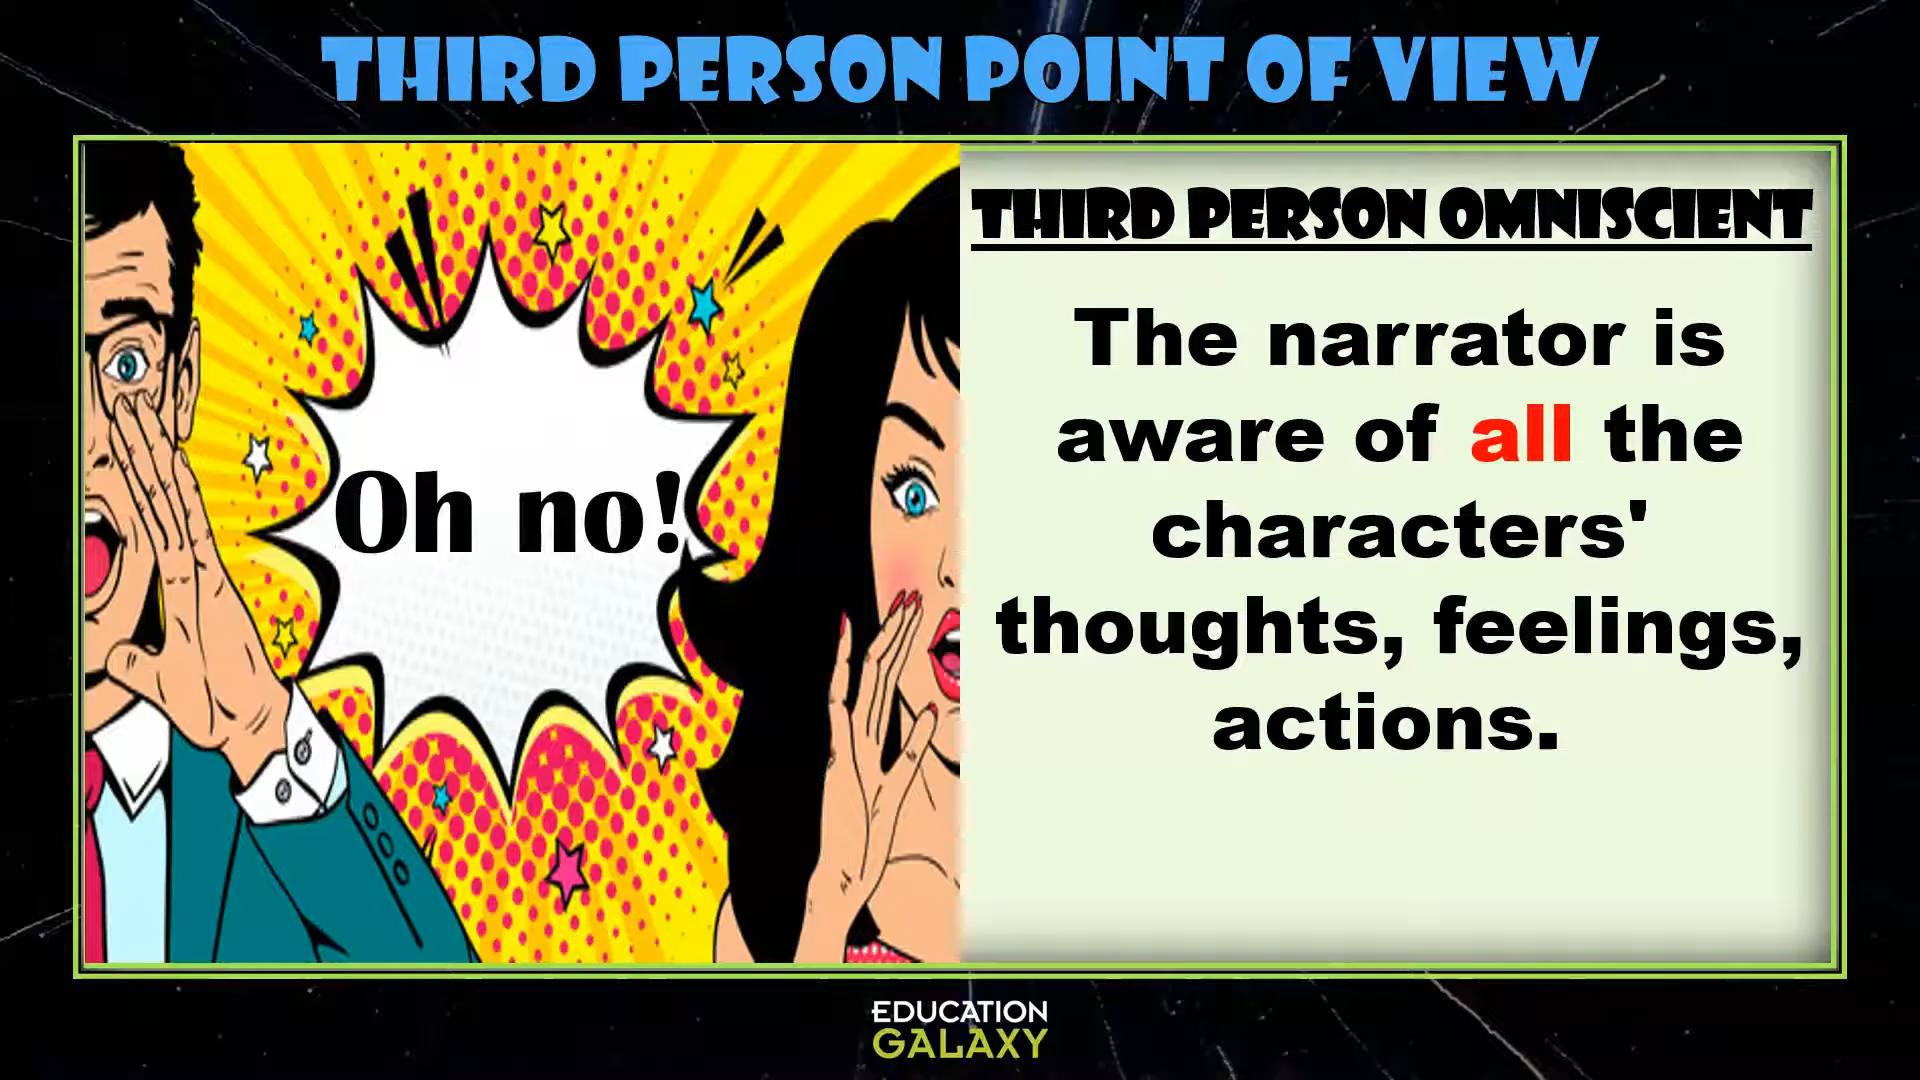 THIRD PERSON POINT OF VIEW
Oh no!
THIRD PERSON OMNISCIENT
The narrator is
aware of all the
characters'
thoughts, feelings,
actions.
EDUCATION
GALAXY